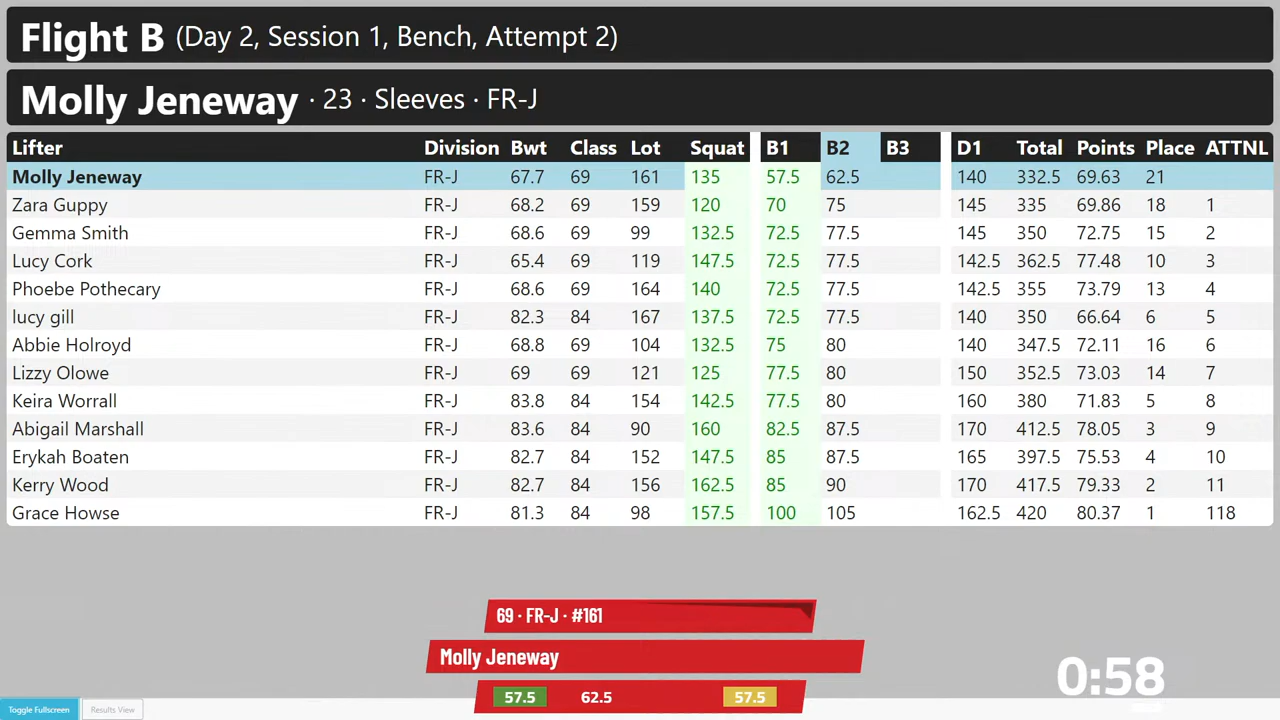 Flight B (Day 2, Session 1, Bench, Attempt 2)
Molly Jeneway · 23 · Sleeves · FR-J
Lifter Division Bwt Class Lot Squat B1 B2 B3 D1 Total Points Place ATTNL
Molly Jeneway FR-J 67.7 69 161 135 57.5 62.5 140 332.5 69.63 21
Zara Guppy FR-J 68.2 69 159 120 70 75 145 335 69.86 18 1
Gemma Smith FR-J 68.6 69 99 132.5 72.5 77.5 145 350 72.75 15 2
Lucy Cork FR-J 65.4 69 119 147.5 72.5 77.5 142.5 362.5 77.48 10 3
Phoebe Pothecary FR-J 68.6 69 164 140 72.5 77.5 142.5 355 73.79 13 4
lucy gill FR-J 82.3 84 167 137.5 72.5 77.5 140 350 66.64 6 5
Abbie Holroyd FR-J 68.8 69 104 132.5 75 80 140 347.5 72.11 16 6
Lizzy Olowe FR-J 69 69 121 125 77.5 80 150 352.5 73.03 14 7
Keira Worrall FR-J 83.8 84 154 142.5 77.5 80 160 380 71.83 5 8
Abigail Marshall FR-J 83.6 84 90 160 82.5 87.5 170 412.5 78.05 3 9
Erykah Boaten FR-J 82.7 84 152 147.5 85 87.5 165 397.5 75.53 4 10
Kerry Wood FR-J 82.7 84 156 162.5 85 90 170 417.5 79.33 2 11
Grace Howse FR-J 81.3 84 98 157.5 100 105 162.5 420 80.37 1 118
69 · FR-J · #161
Molly Jeneway
57.5 62.5 57.5
0:58
Toggle Fullscreen Results View